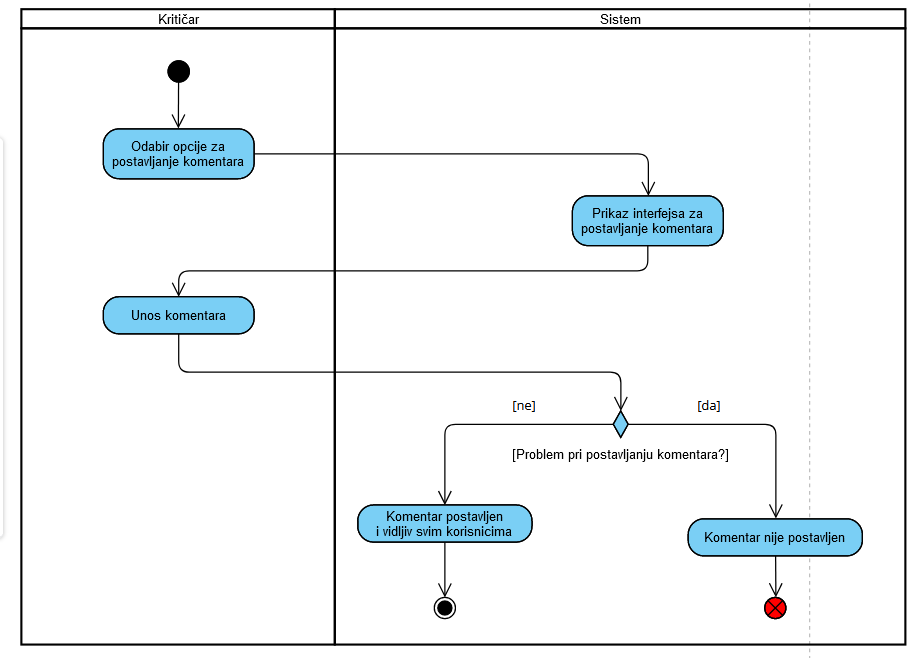 Kritičar
Sistem
Odabir opcije za
postavljanje komentara
Prikaz interfejsa za
postavljanje komentara
Unos komentara
[ne]
[da]
[Problem pri postavljanju komentara?]
Komentar postavljen
i vidljiv svim korisnicima
Komentar nije postavljen